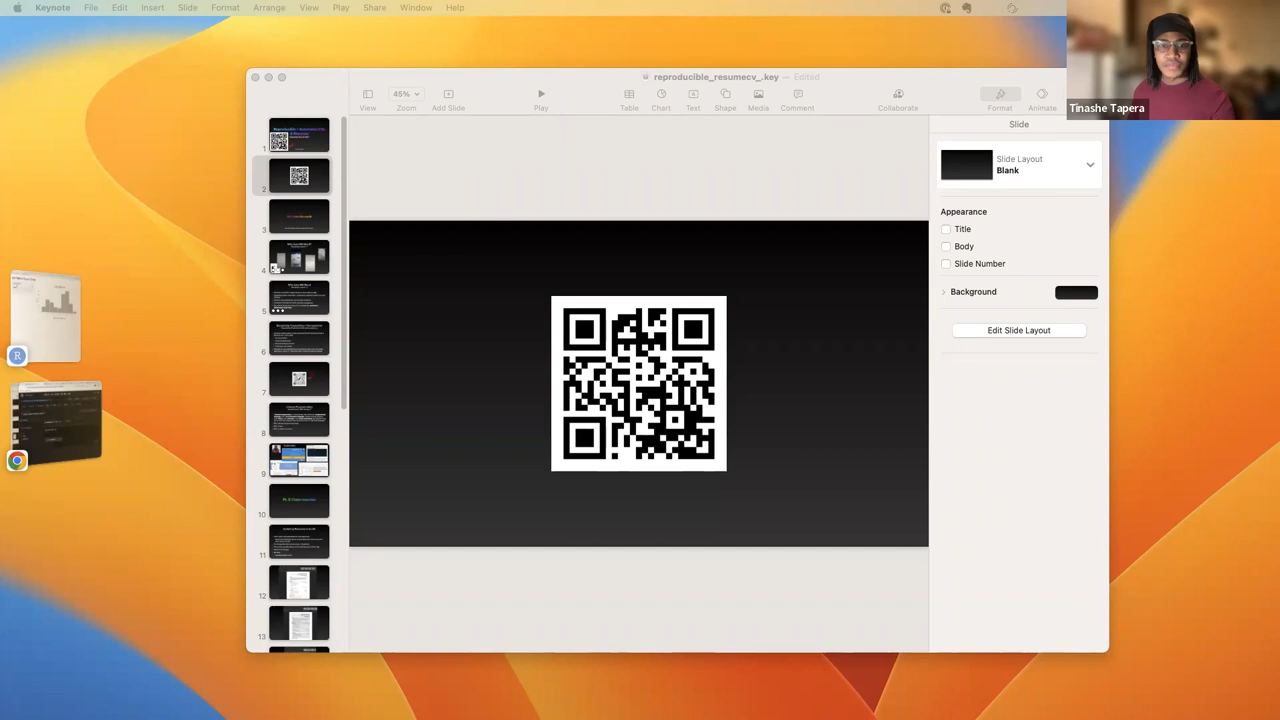 Keynote File Edit Insert Slide Format Arrange View Play Share Window Help
reproducible_resumecv_.key — Edited
45%
View Zoom Add Slide Play Table Chart Text Shape Media Comment Collaborate Format Animate
Tinashe Tapera
Slide
Slide Layout
Blank
Appearance
Title
Body
Slide Number
Background
Edit Slide Layout
1
2
3
4
5
6
7
8
9
10
11
12
13
R